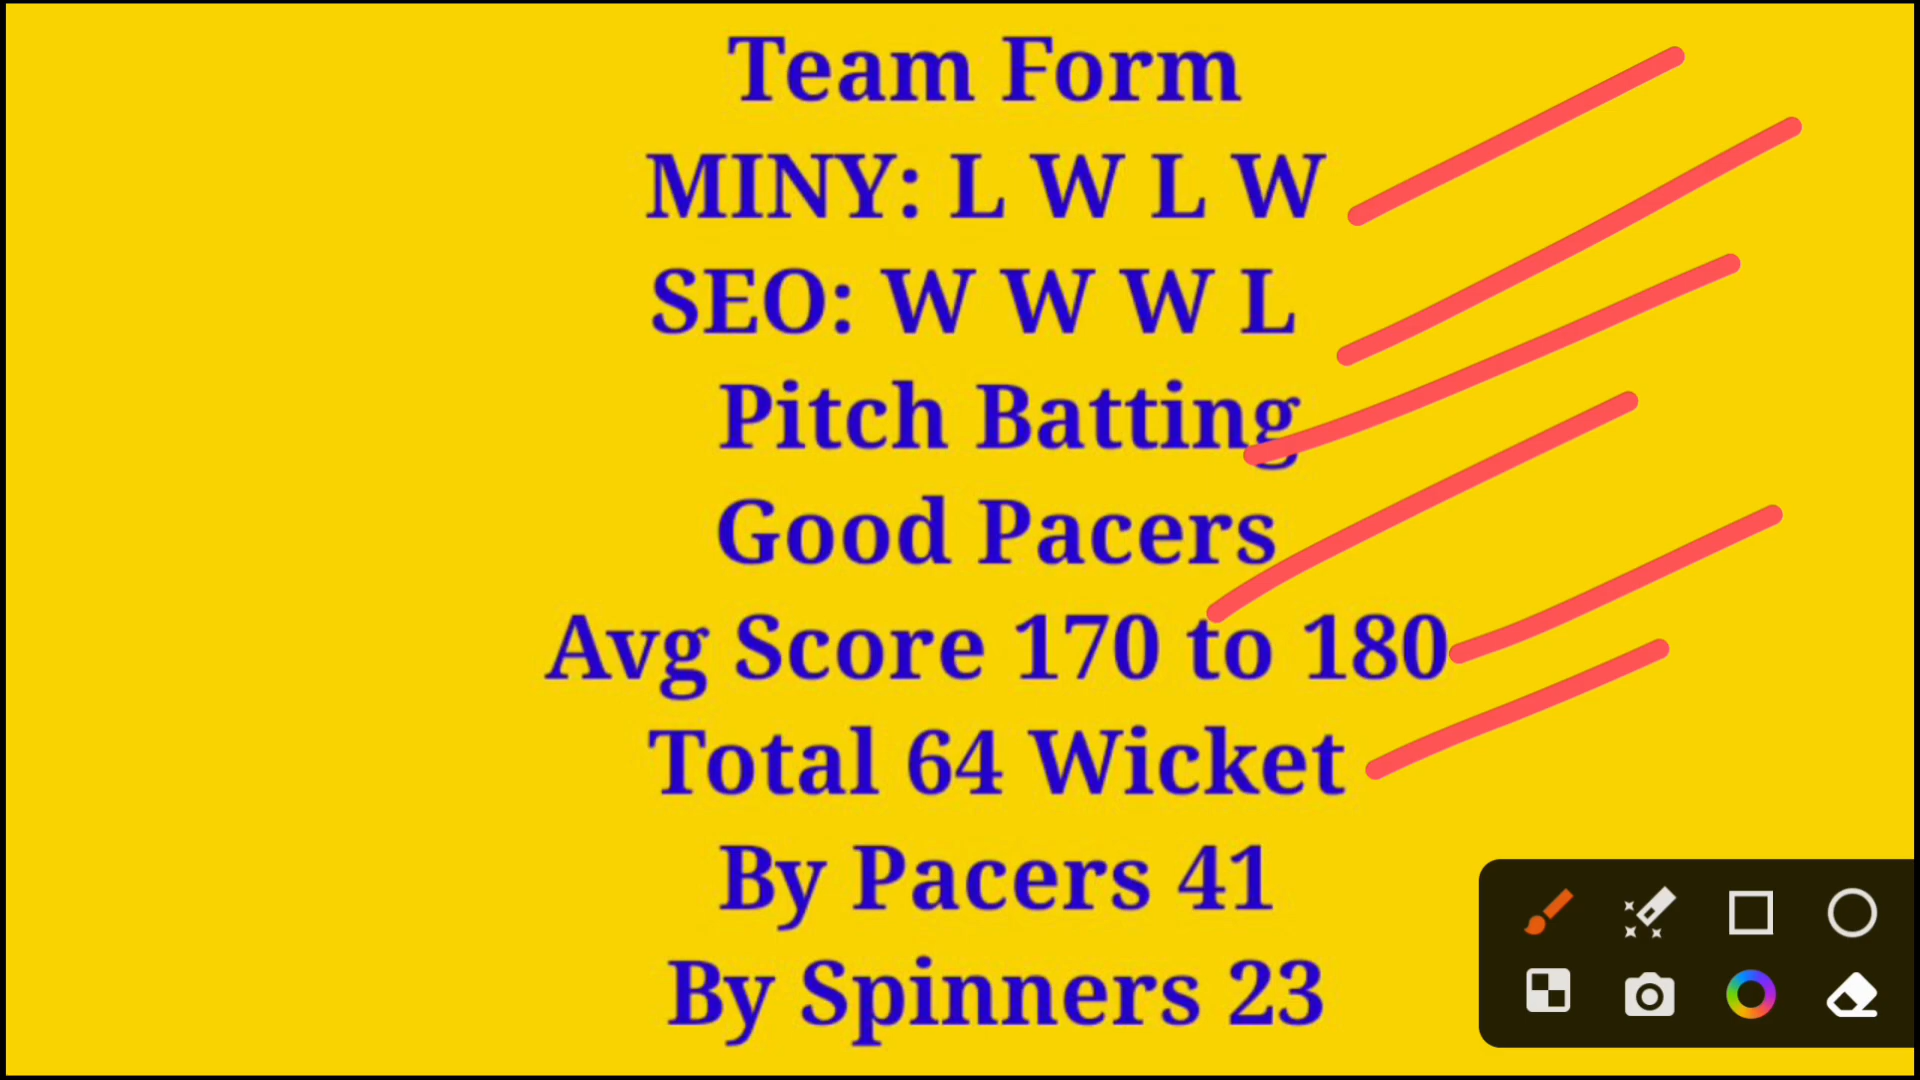 Team Form
MINY: L W L W
SEO: W W W L
Pitch Batting
Good Pacers
Avg Score 170 to 180
Total 64 Wicket
By Pacers 41
By Spinners 23